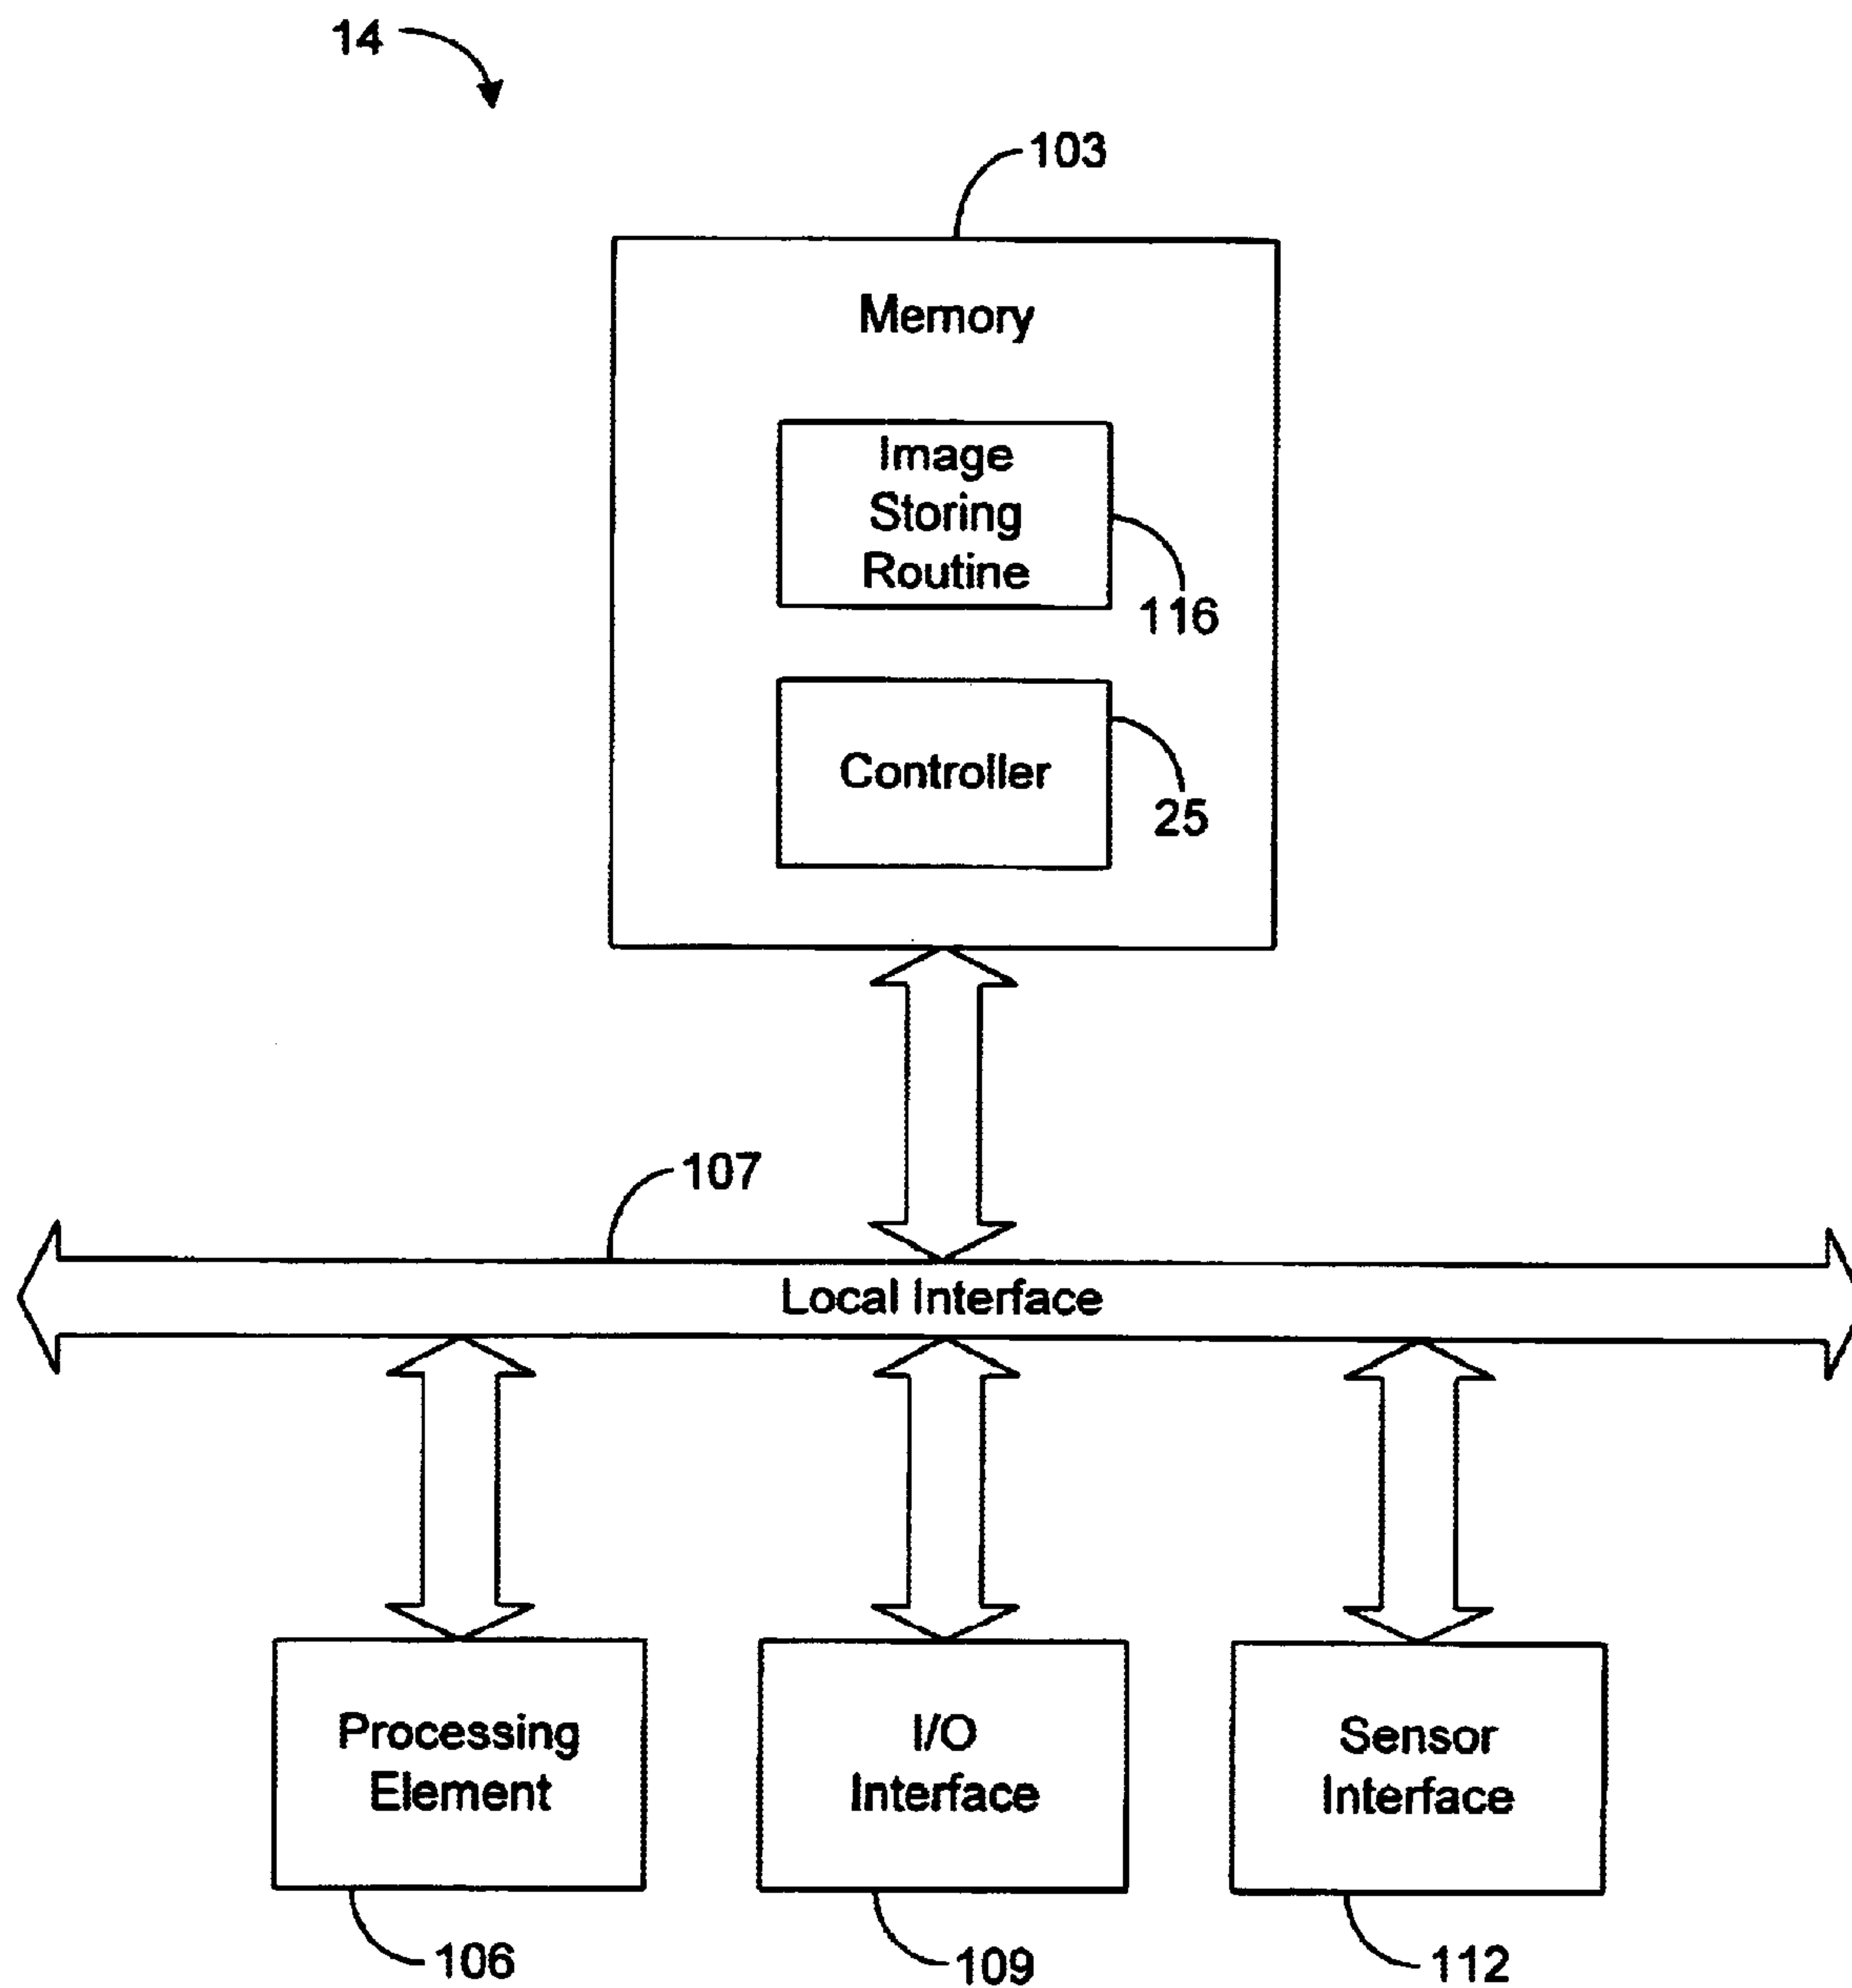 14
103
Memory
Image
Storing
Routine
116
Controller
25
107
Local Interface
Processing
Element
I/O
Interface
Sensor
Interface
106
109
112